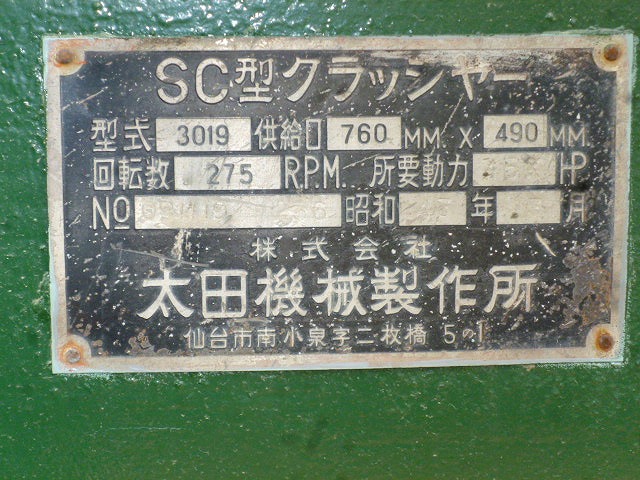 SC型クラッシャー
型式 3019 供給口 760 MM. X 490 MM.
回転数 275 R.P.M. 所要動力 HP
No 昭和 年 月
株式会社
太田機械製作所
仙台市南小泉字二枚橋 5の1